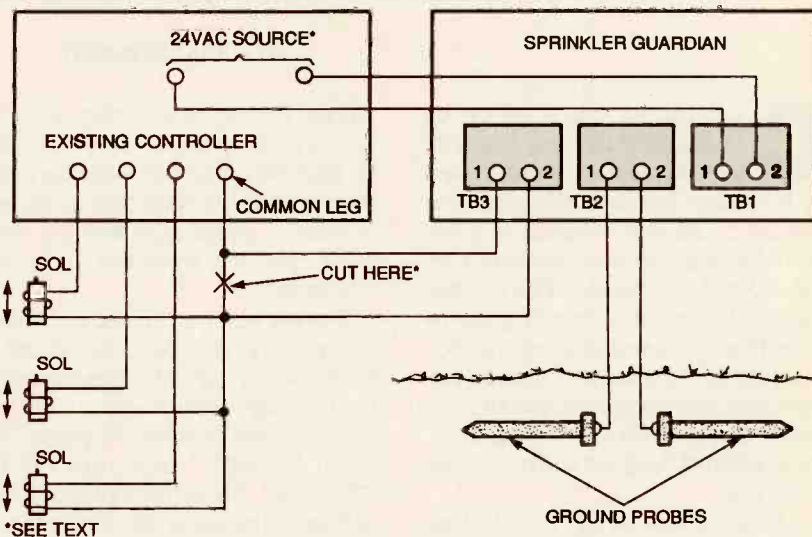 24VAC SOURCE*
SPRINKLER GUARDIAN
EXISTING CONTROLLER
COMMON LEG
1 2
TB3
1 2
TB2
1 2
TB1
CUT HERE*
SOL
SOL
SOL
*SEE TEXT
GROUND PROBES